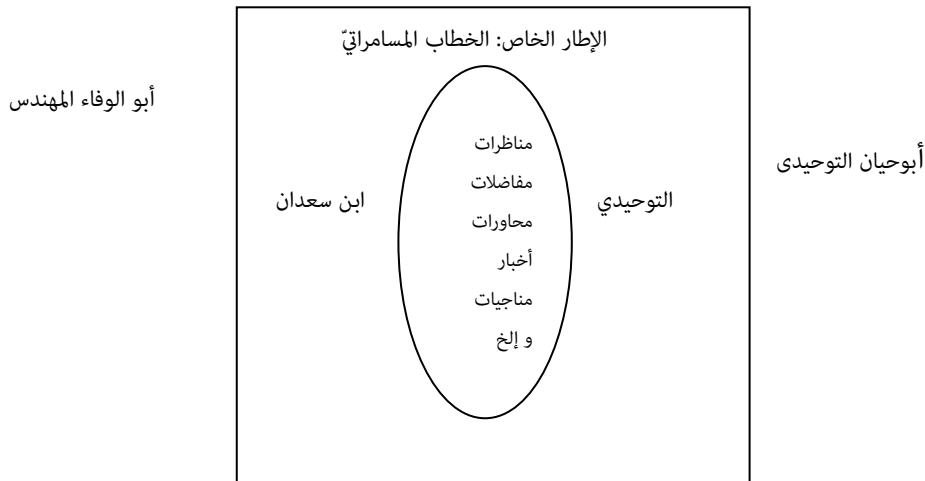 الإطار الخاص: الخطاب المسامراتيّ
أبو الوفاء المهندس
أبوحيان التوحيدى
التوحيدي
ابن سعدان
مناظرات
مفاضلات
محاورات
أخبار
مناجيات
و إلخ